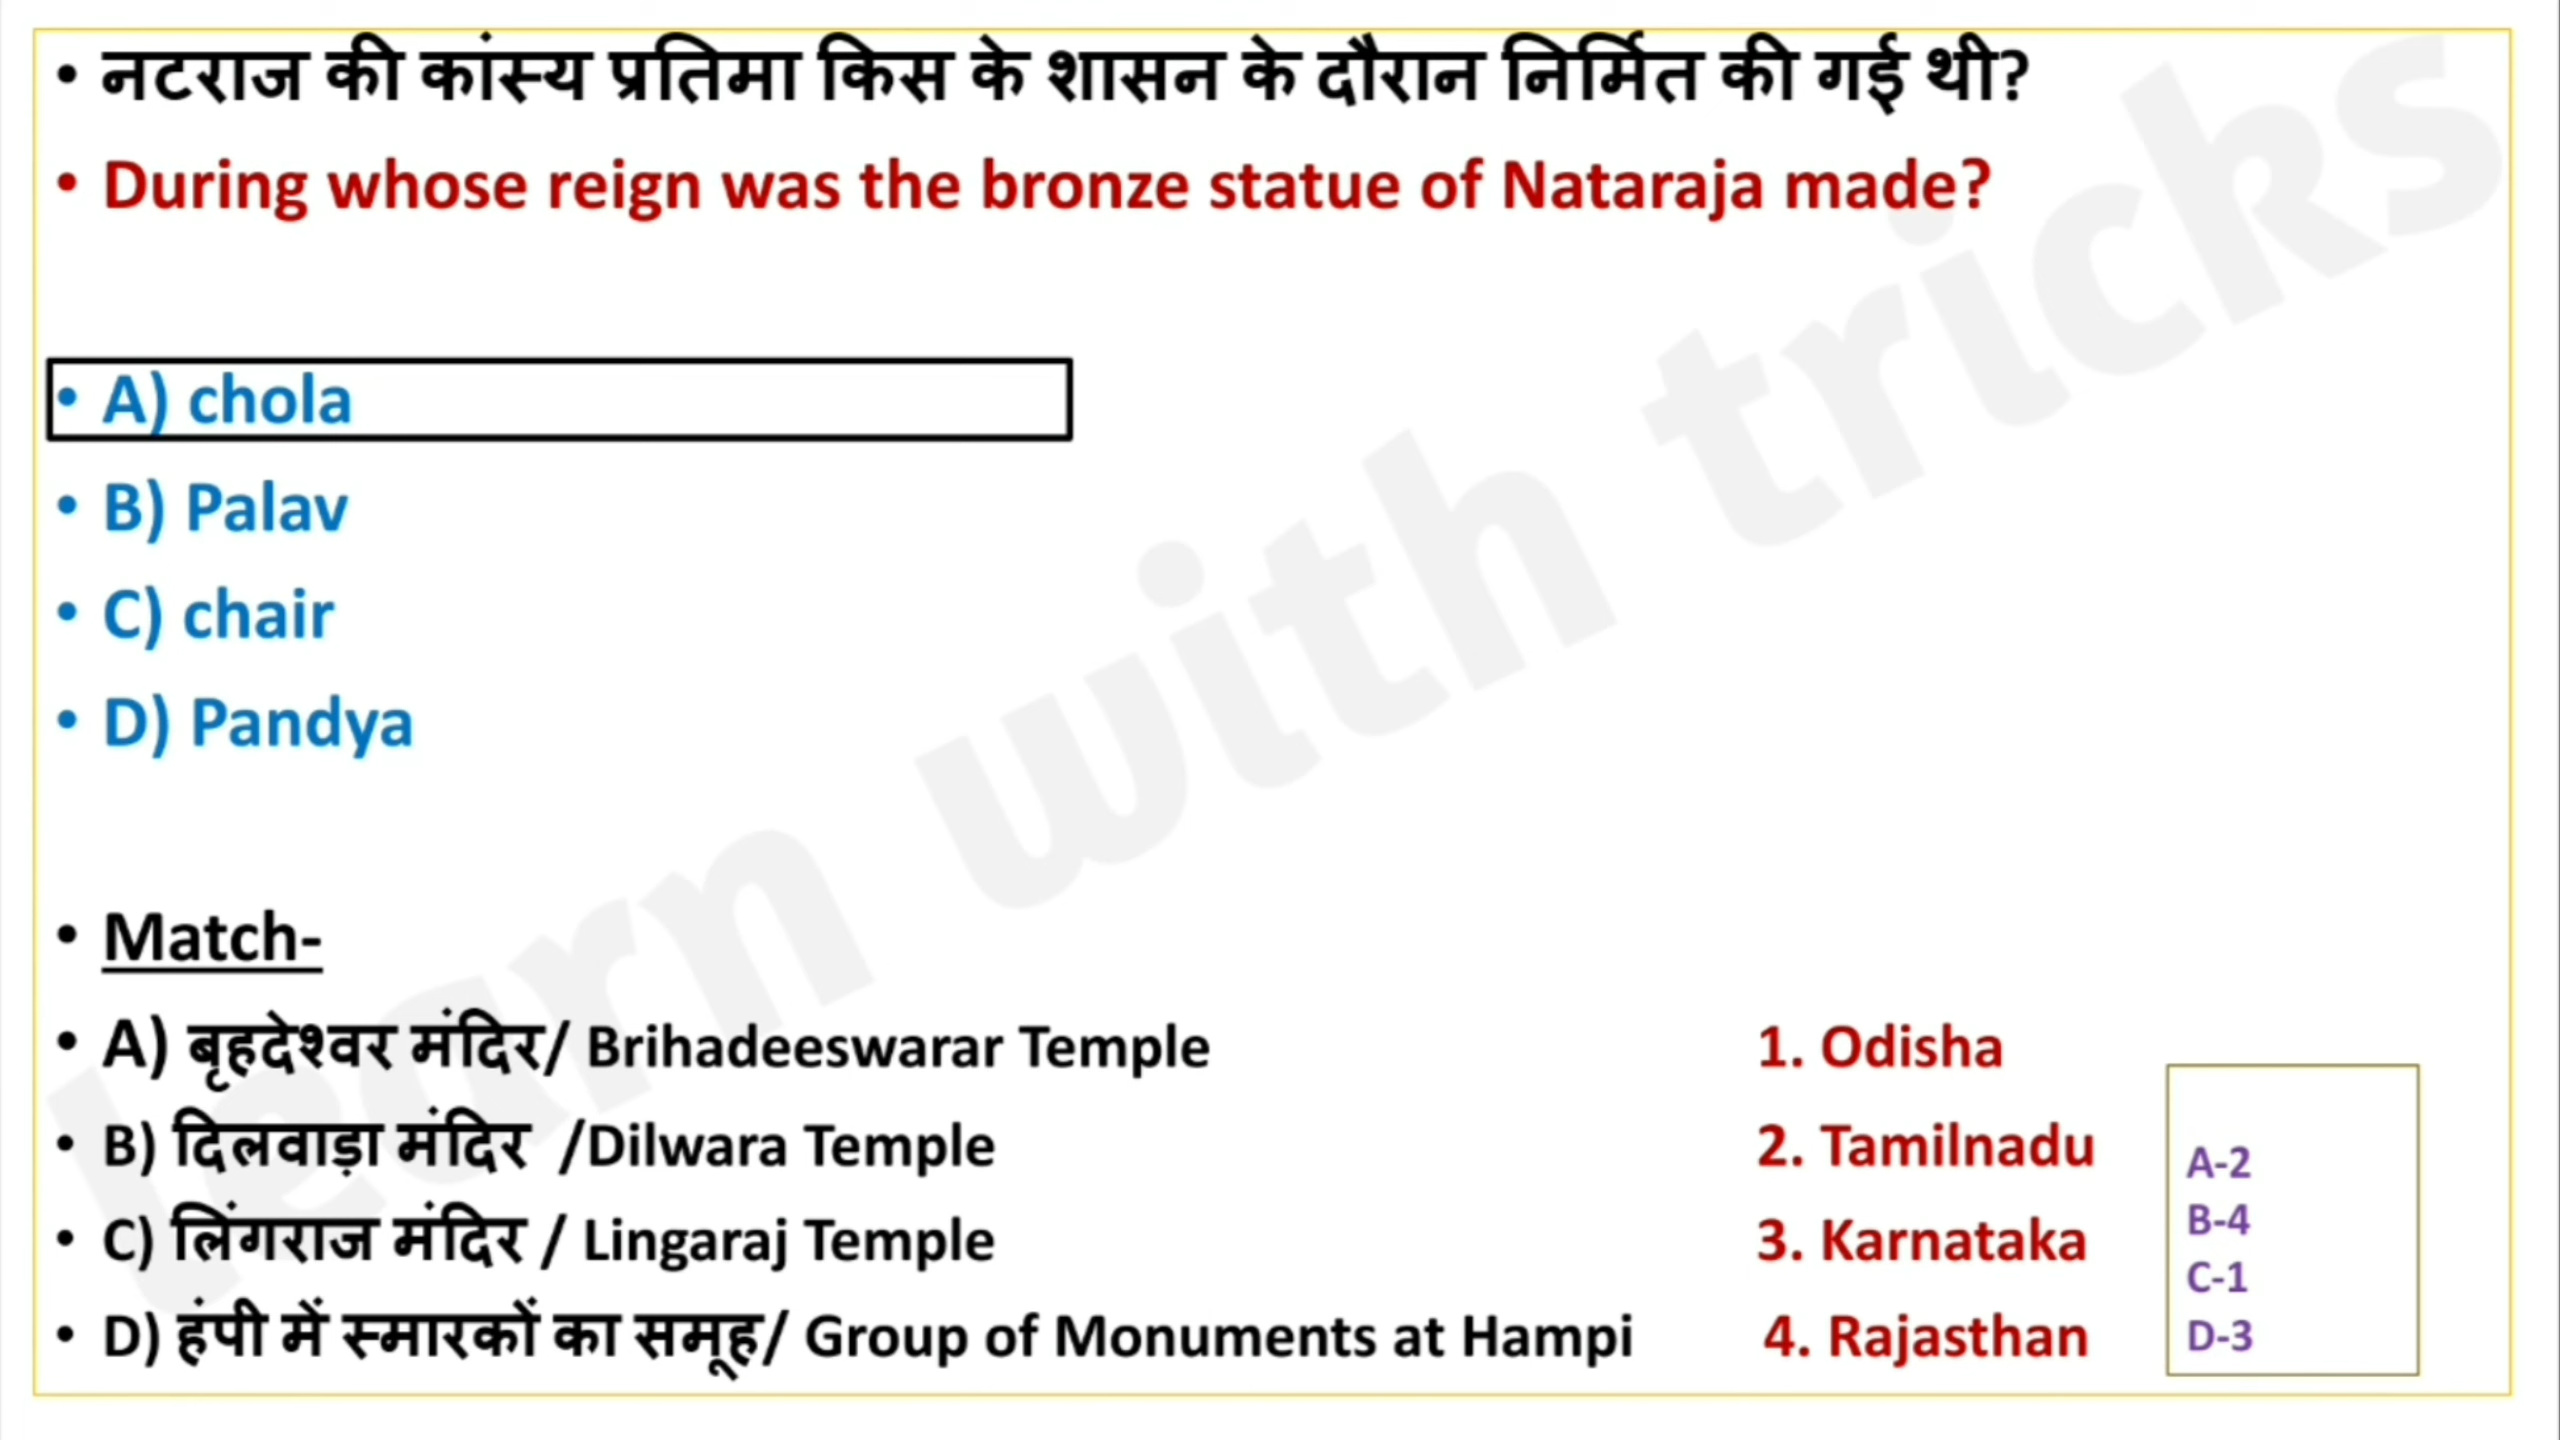 • नटराज की कांस्य प्रतिमा किस के शासन के दौरान निर्मित की गई थी?
• During whose reign was the bronze statue of Nataraja made?
• A) chola
• B) Palav
• C) chair
• D) Pandya
• Match-
• A) बृहदेश्वर मंदिर/ Brihadeeswarar Temple 1. Odisha
• B) दिलवाड़ा मंदिर /Dilwara Temple 2. Tamilnadu
• C) लिंगराज मंदिर / Lingaraj Temple 3. Karnataka
• D) हंपी में स्मारकों का समूह/ Group of Monuments at Hampi 4. Rajasthan
A-2
B-4
C-1
D-3
learn with tricks